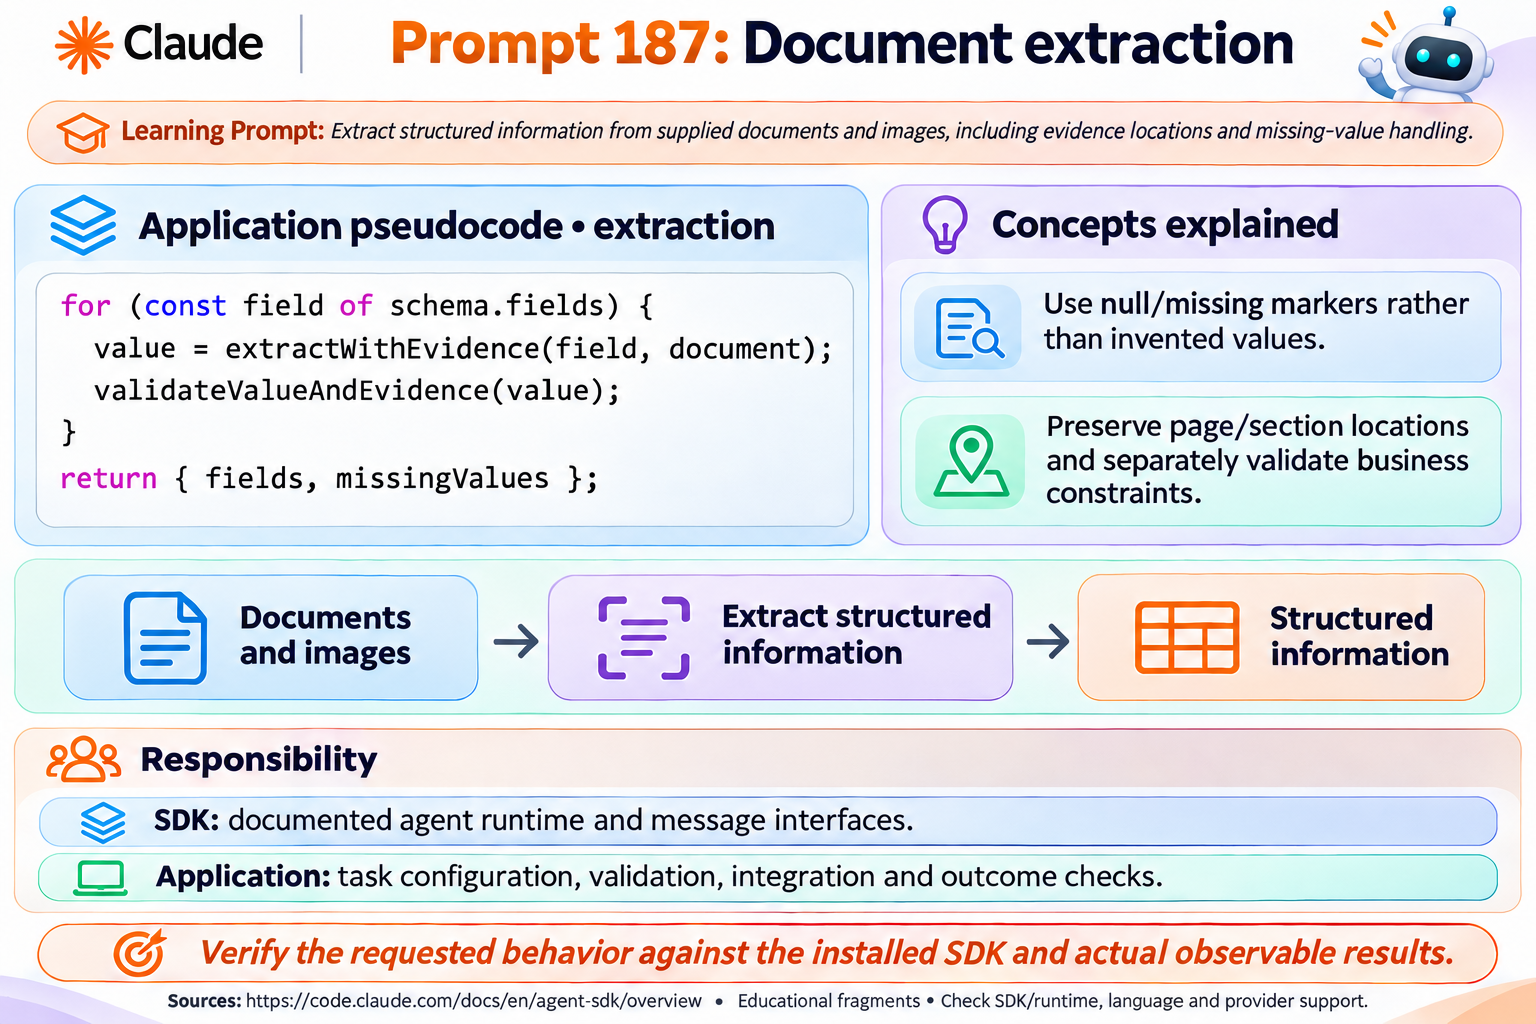 Claude
Prompt 187: Document extraction
Learning Prompt: Extract structured information from supplied documents and images, including evidence locations and missing-value handling.
Application pseudocode • extraction
for (const field of schema.fields) {
  value = extractWithEvidence(field, document);
  validateValueAndEvidence(value);
}
return { fields, missingValues };
Concepts explained
Use null/missing markers rather
than invented values.
Preserve page/section locations
and separately validate business
constraints.
Documents
and images
Extract structured
information
Structured
information
Responsibility
SDK: documented agent runtime and message interfaces.
Application: task configuration, validation, integration and outcome checks.
Verify the requested behavior against the installed SDK and actual observable results.
Sources: https://code.claude.com/docs/en/agent-sdk/overview • Educational fragments • Check SDK/runtime, language and provider support.